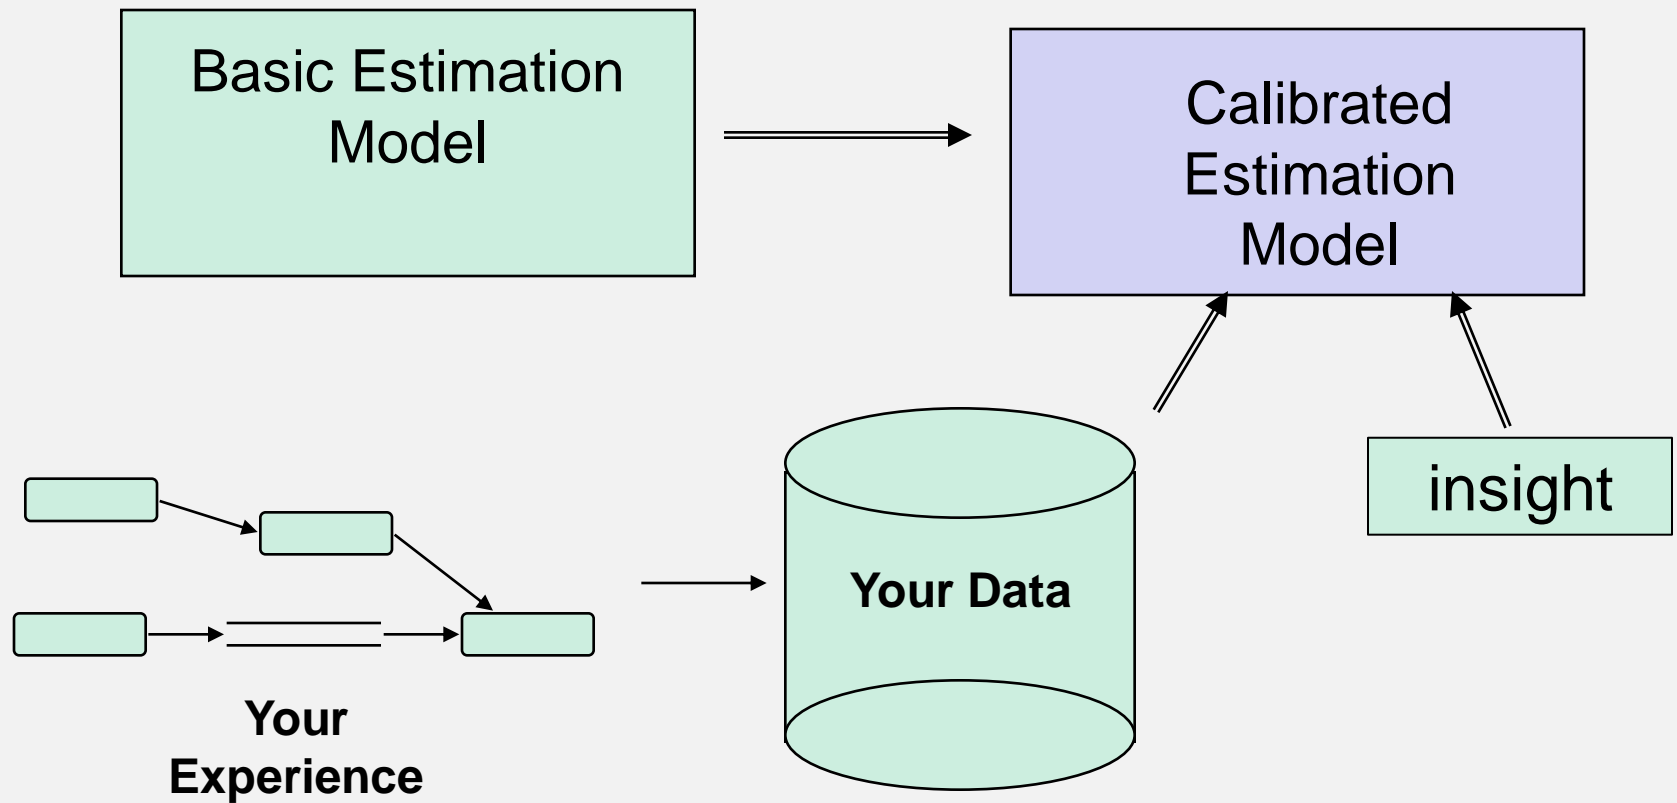 Basic Estimation
Model
Calibrated
Estimation
Model
insight
Your Data
Your
Experience